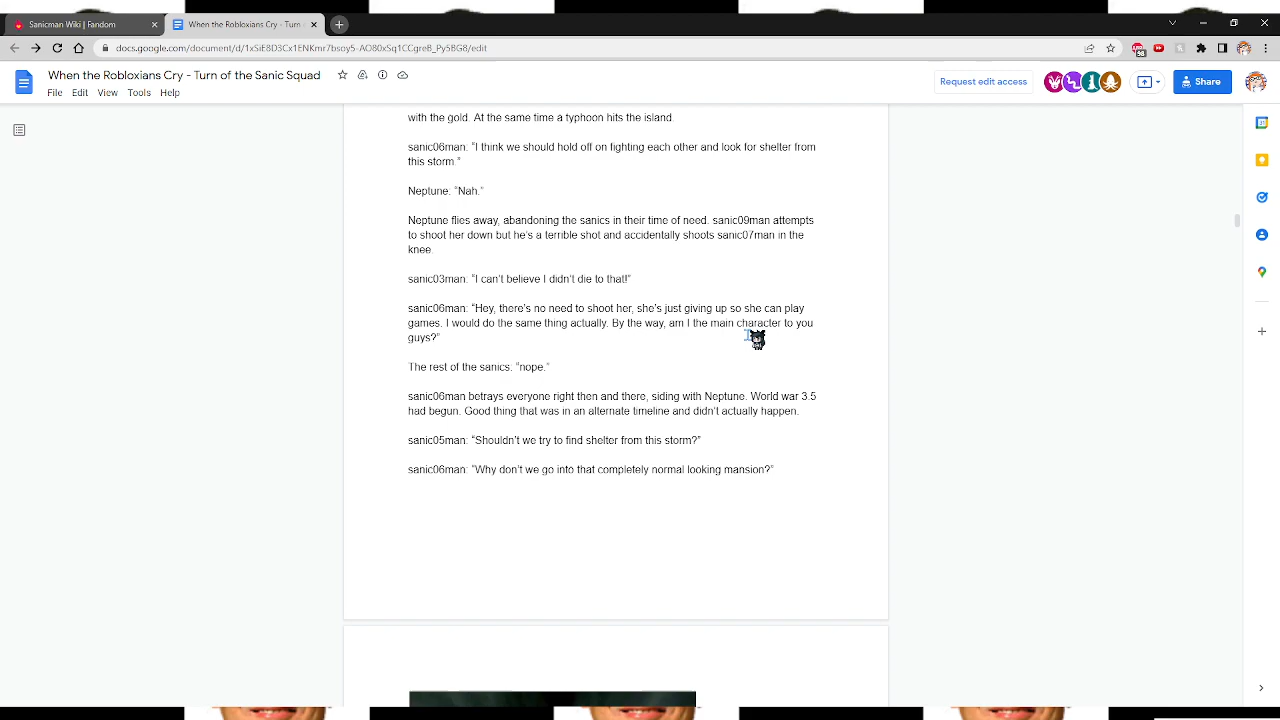 Sanicman Wiki | Fandom
When the Robloxians Cry - Turn
docs.google.com/document/d/1xSiE8D3Cx1ENKmr7bsoy5-AO80xSq1CCgreB_Py5BG8/edit
When the Robloxians Cry - Turn of the Sanic Squad
File Edit View Tools Help
Request edit access
Share
with the gold. At the same time a typhoon hits the island.
sanic06man: “I think we should hold off on fighting each other and look for shelter from
this storm.”
Neptune: “Nah.”
Neptune flies away, abandoning the sanics in their time of need. sanic09man attempts
to shoot her down but he’s a terrible shot and accidentally shoots sanic07man in the
knee.
sanic03man: “I can’t believe I didn’t die to that!”
sanic06man: “Hey, there’s no need to shoot her, she’s just giving up so she can play
games. I would do the same thing actually. By the way, am I the main character to you
guys?”
The rest of the sanics: “nope.”
sanic06man betrays everyone right then and there, siding with Neptune. World war 3.5
had begun. Good thing that was in an alternate timeline and didn’t actually happen.
sanic05man: “Shouldn’t we try to find shelter from this storm?”
sanic06man: “Why don’t we go into that completely normal looking mansion?”